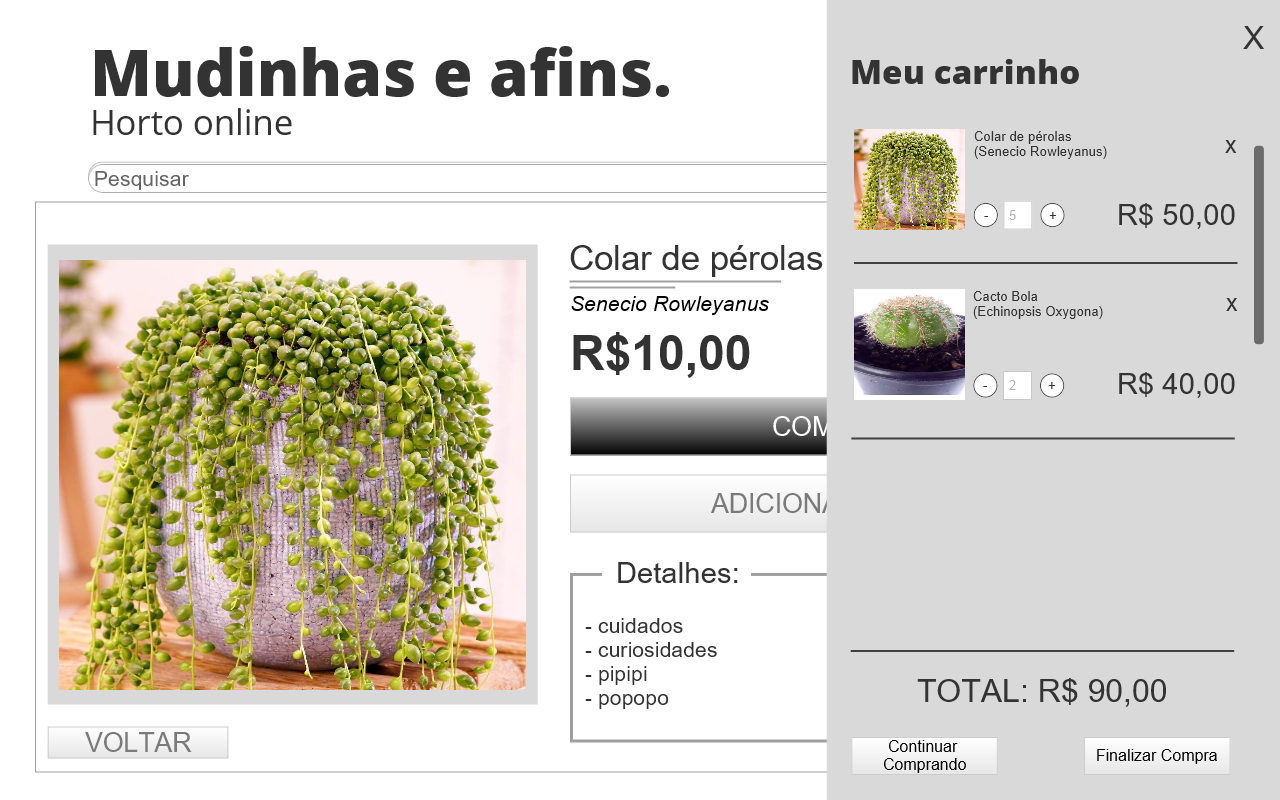 Mudinhas e afins.
Horto online
Pesquisar
Colar de pérolas
Senecio Rowleyanus
R$10,00
COM
ADICIONA
Detalhes:
- cuidados
- curiosidades
- pipipi
- popopo
VOLTAR
X
Meu carrinho
Colar de pérolas
(Senecio Rowleyanus)
X
- 5 +
R$ 50,00
Cacto Bola
(Echinopsis Oxygona)
X
- 2 +
R$ 40,00
TOTAL: R$ 90,00
Continuar
Comprando
Finalizar Compra